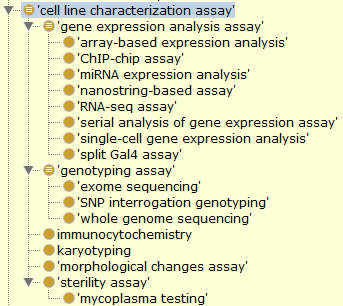 'cell line characterization assay'
'gene expression analysis assay'
'array-based expression analysis'
'ChIP-chip assay'
'miRNA expression analysis'
'nanostring-based assay'
'RNA-seq assay'
'serial analysis of gene expression assay'
'single-cell gene expression analysis'
'split Gal4 assay'
'genotyping assay'
'exome sequencing'
'SNP interrogation genotyping'
'whole genome sequencing'
immunocytochemistry
karyotyping
'morphological changes assay'
'sterility assay'
'mycoplasma testing'